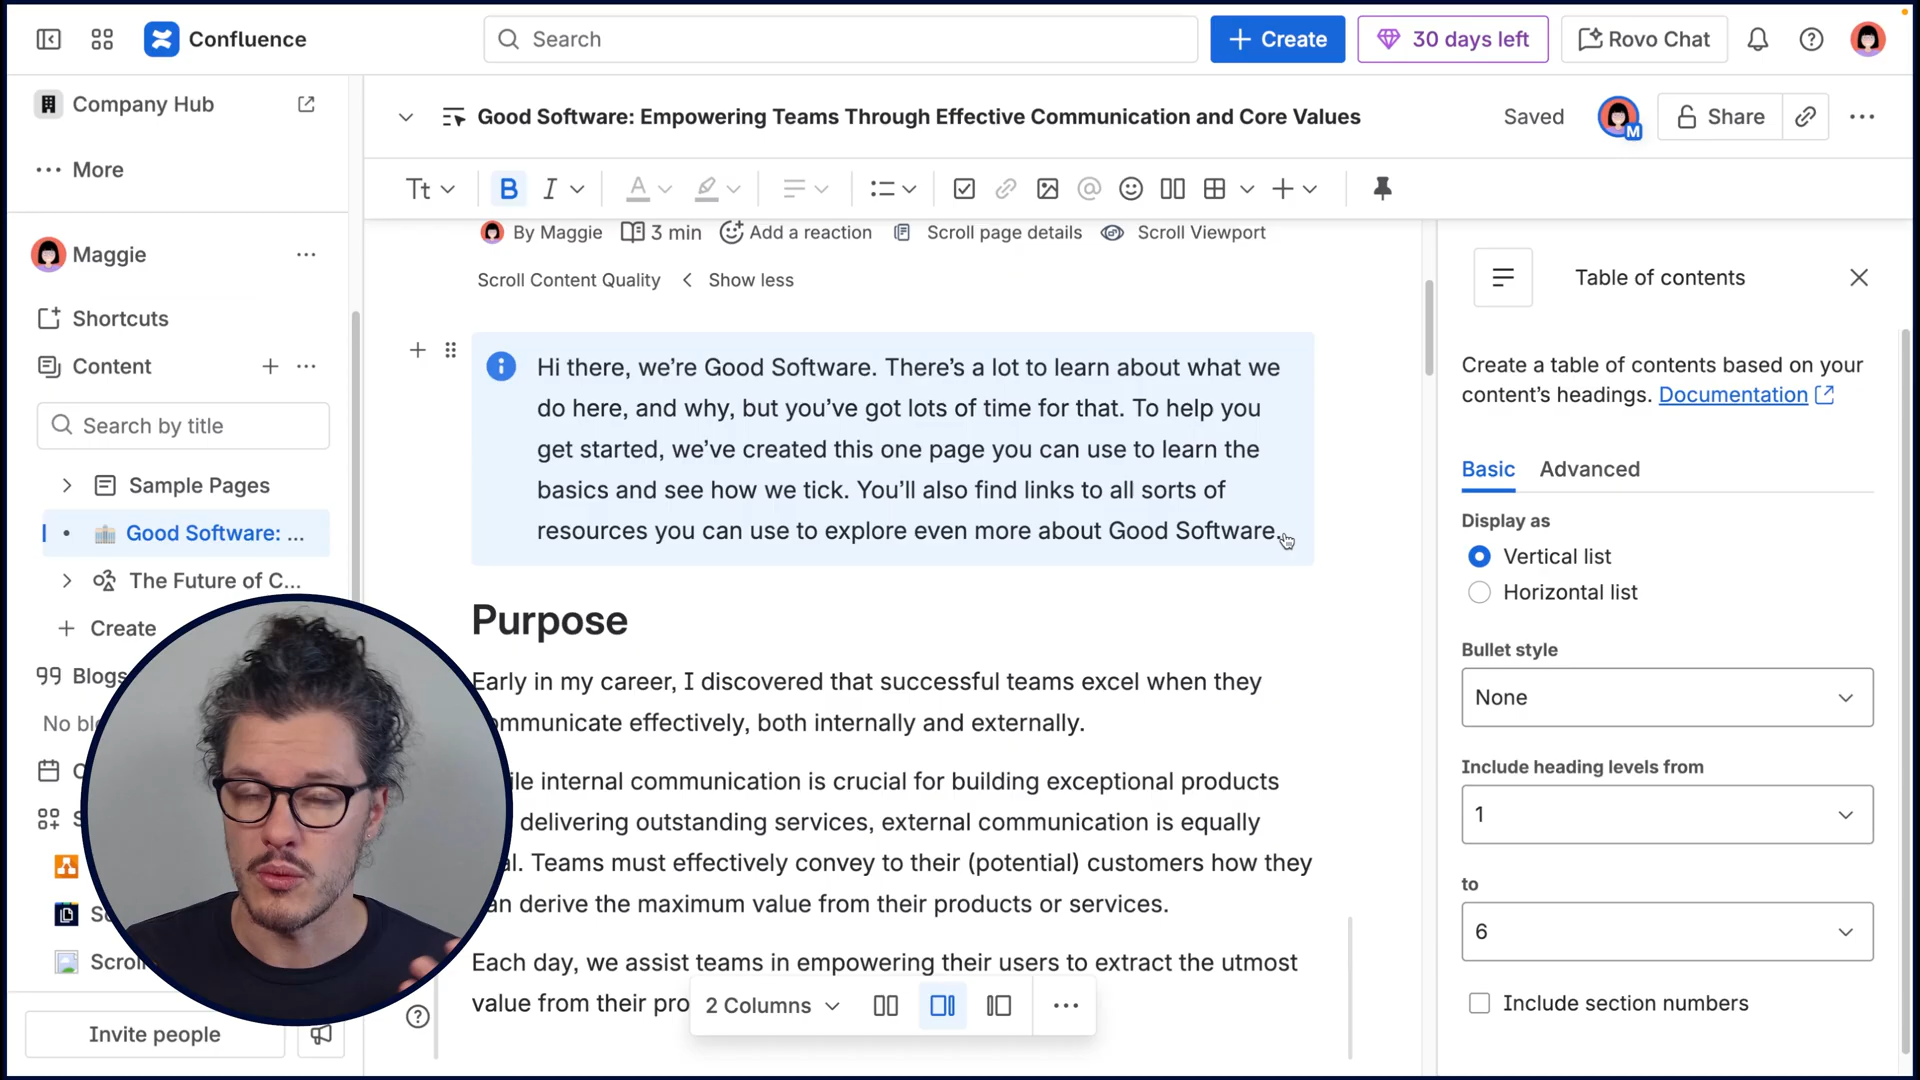 Confluence
Search
Create
30 days left
Rovo Chat
Company Hub
More
Maggie
Shortcuts
Content
Search by title
Sample Pages
Good Software: ...
The Future of C...
Create
Blogs
Invite people
Good Software: Empowering Teams Through Effective Communication and Core Values
Saved
M
Share
Tt
B
I
A
By Maggie
3 min
Add a reaction
Scroll page details
Scroll Viewport
Scroll Content Quality
Show less
Hi there, we're Good Software. There's a lot to learn about what we
do here, and why, but you've got lots of time for that. To help you
get started, we've created this one page you can use to learn the
basics and see how we tick. You'll also find links to all sorts of
resources you can use to explore even more about Good Software.
Purpose
Early in my career, I discovered that successful teams excel when they
ommunicate effectively, both internally and externally.
ile internal communication is crucial for building exceptional products
delivering outstanding services, external communication is equally
al. Teams must effectively convey to their (potential) customers how they
an derive the maximum value from their products or services.
Each day, we assist teams in empowering their users to extract the utmost
value from their pro
2 Columns
Table of contents
Create a table of contents based on your
content's headings. Documentation
Basic
Advanced
Display as
Vertical list
Horizontal list
Bullet style
None
Include heading levels from
1
to
6
Include section numbers